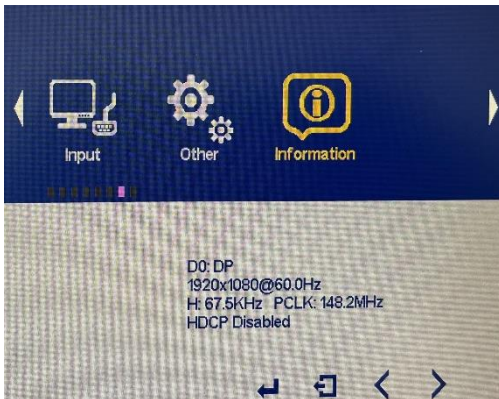 Input Other Information
D0: DP
1920x1080@60.0Hz
H: 67.5KHz PCLK: 148.2MHz
HDCP Disabled